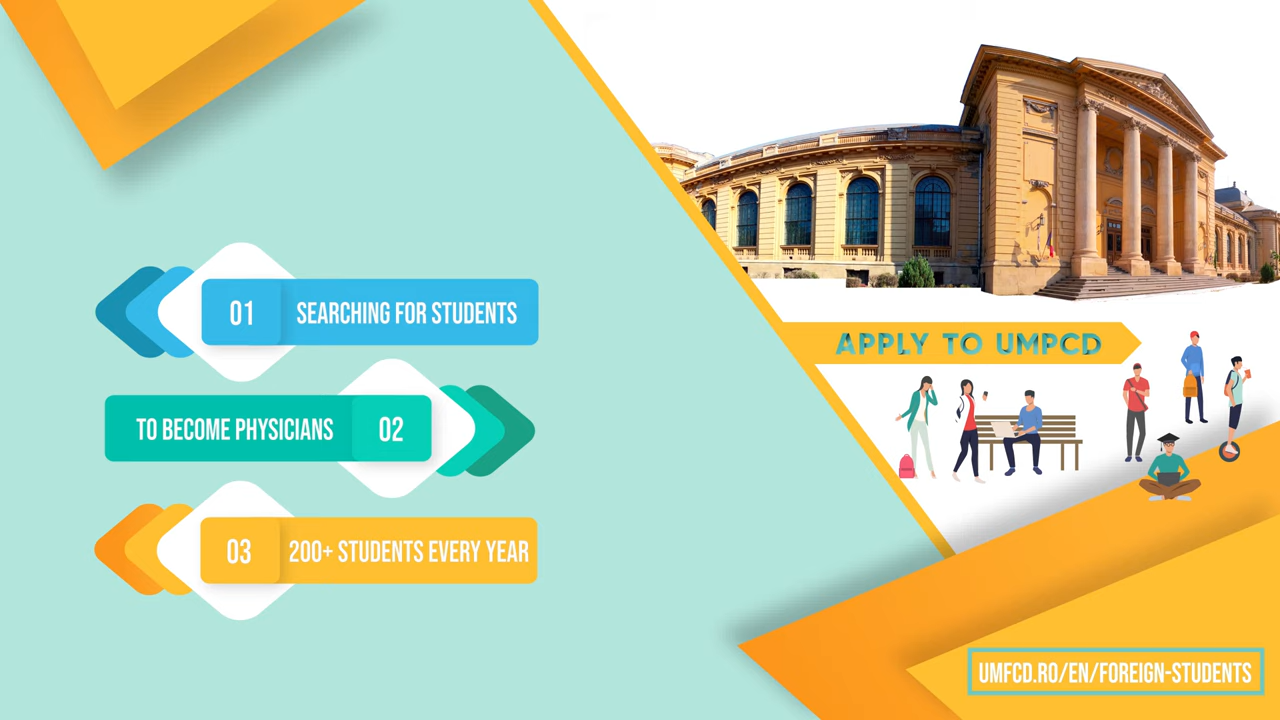 01 SEARCHING FOR STUDENTS
TO BECOME PHYSICIANS 02
03 200+ STUDENTS EVERY YEAR
APPLY TO UMPCD
UMFCD.RO/EN/FOREIGN-STUDENTS